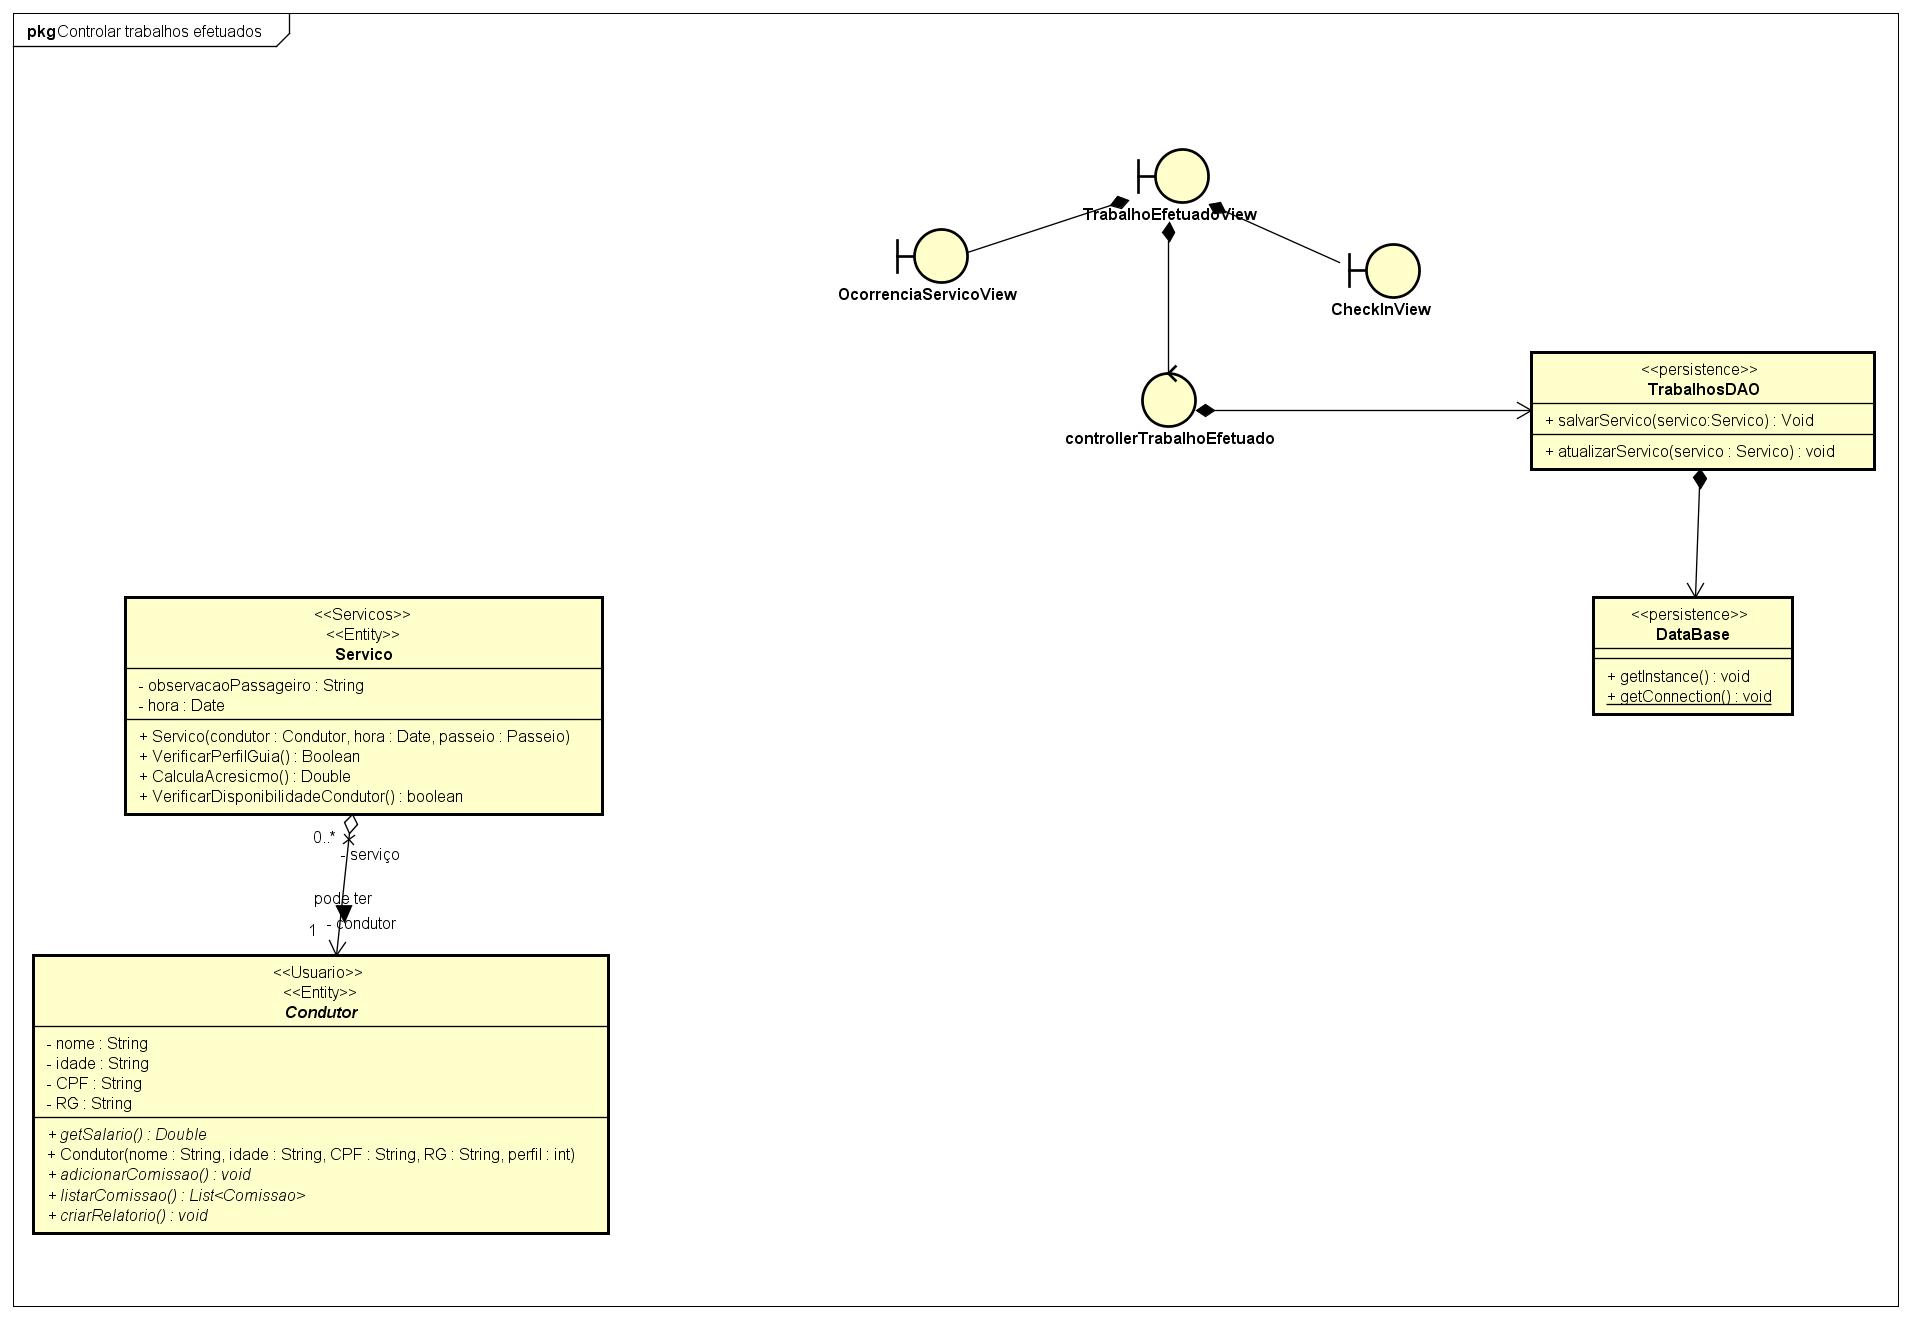 pkg Controlar trabalhos efetuados
TrabalhoEfetuadoView
OcorrenciaServicoView
CheckInView
controllerTrabalhoEfetuado
<<persistence>>
TrabalhosDAO
+ salvarServico(servico:Servico) : Void
+ atualizarServico(servico : Servico) : void
<<persistence>>
DataBase
+ getInstance() : void
+ getConnection() : void
<<Servicos>>
<<Entity>>
Servico
- observacaoPassageiro : String
- hora : Date
+ Servico(condutor : Condutor, hora : Date, passeio : Passeio)
+ VerificarPerfilGuia() : Boolean
+ CalculaAcresicmo() : Double
+ VerificarDisponibilidadeCondutor() : boolean
0..*
- serviço
pode ter
- condutor
1
<<Usuario>>
<<Entity>>
Condutor
- nome : String
- idade : String
- CPF : String
- RG : String
+ getSalario() : Double
+ Condutor(nome : String, idade : String, CPF : String, RG : String, perfil : int)
+ adicionarComissao() : void
+ listarComissao() : List<Comissao>
+ criarRelatorio() : void